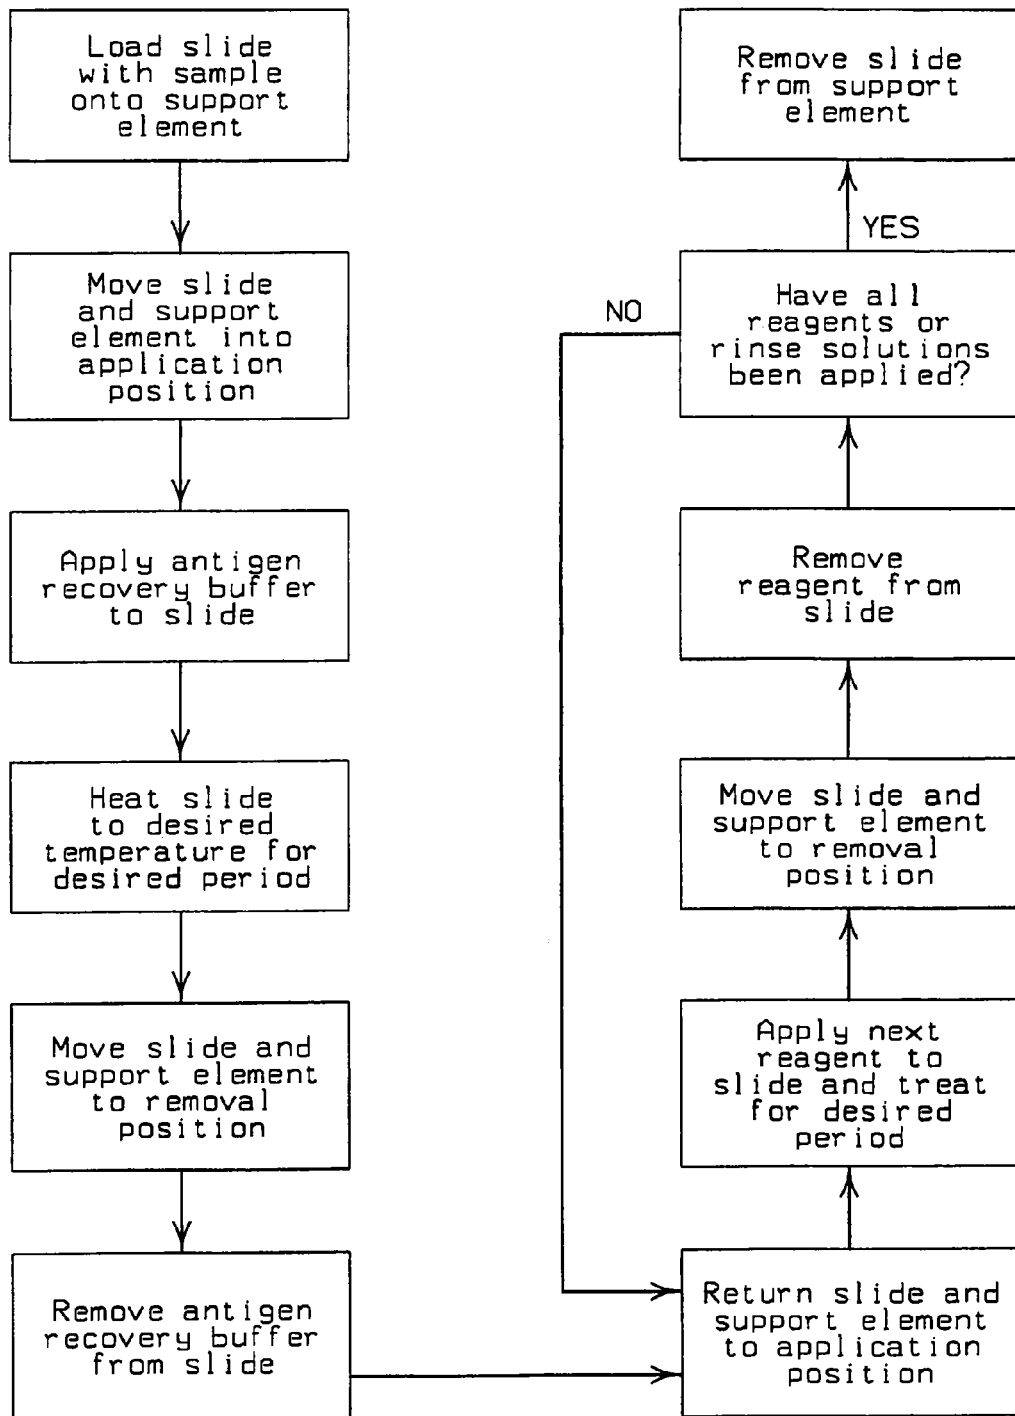 Load slide
with sample
onto support
element
Move slide
and support
element into
application
position
Apply antigen
recovery buffer
to slide
Heat slide
to desired
temperature for
desired period
Move slide and
support element
to removal
position
Remove antigen
recovery buffer
from slide
Return slide and
support element
to application
position
Apply next
reagent to
slide and treat
for desired
period
Move slide and
support element
to removal
position
Remove
reagent from
slide
Have all
reagents or
rinse solutions
been applied?
NO
YES
Remove slide
from support
element